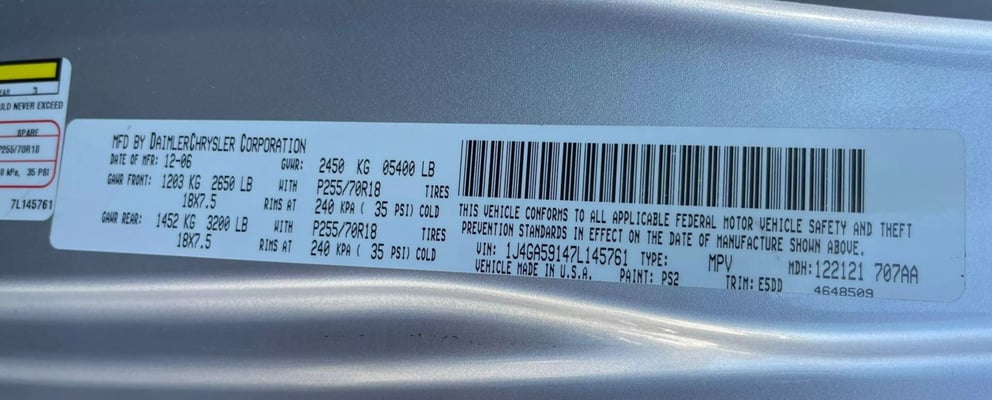 EAR 3
ULD NEVER EXCEED
SPARE
P255/70R18
kPa, 35 PSI
7L145761
MFD BY DAIMLERCHRYSLER CORPORATION
DATE OF MFR: 12-06 GVWR: 2450 KG 05400 LB
GAWR FRONT: 1203 KG 2650 LB WITH P255/70R18 TIRES
18X7.5 RIMS AT 240 KPA ( 35 PSI) COLD
GAWR REAR: 1452 KG 3200 LB WITH P255/70R18 TIRES
18X7.5 RIMS AT 240 KPA ( 35 PSI) COLD
THIS VEHICLE CONFORMS TO ALL APPLICABLE FEDERAL MOTOR VEHICLE SAFETY AND THEFT
PREVENTION STANDARDS IN EFFECT ON THE DATE OF MANUFACTURE SHOWN ABOVE.
VIN: 1J4GA59147L145761 TYPE: MPV MDH:122121 707AA
VEHICLE MADE IN U.S.A. PAINT: PS2 TRIM: E5DD 4648509